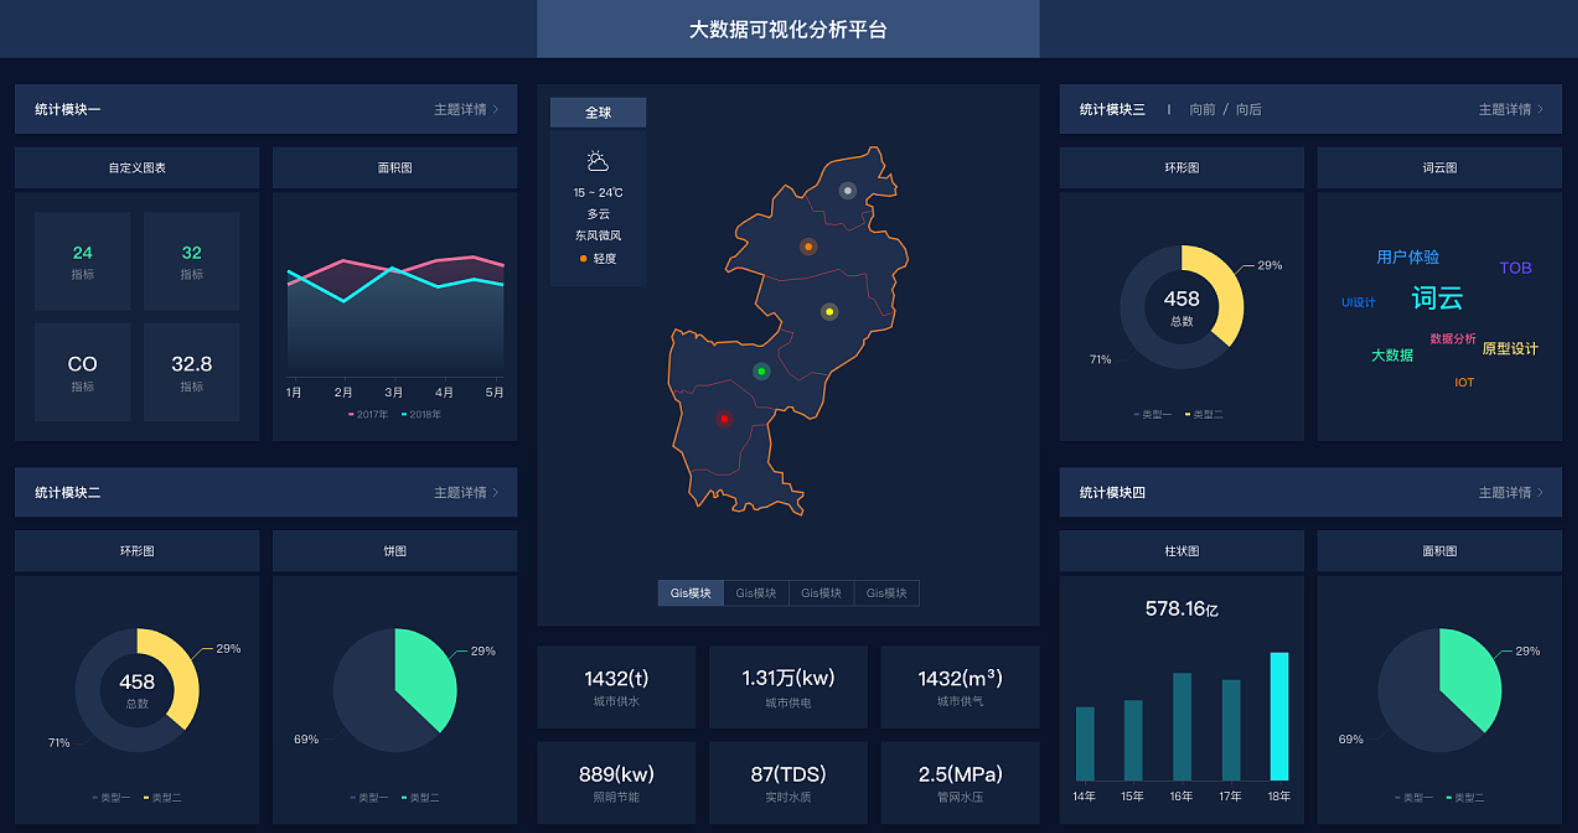 大数据可视化分析平台
统计模块一
主题详情 >
自定义图表
24
指标
32
指标
CO
指标
32.8
指标
面积图
1月 2月 3月 4月 5月
2017年 2018年
统计模块二
主题详情 >
环形图
458
总数
29%
71%
类型一 类型二
饼图
29%
69%
类型一 类型二
全球
15 ~ 24℃
多云
东风微风
轻度
Gis模块 Gis模块 Gis模块 Gis模块
1432(t)
城市供水
1.31万(kw)
城市供电
1432(m³)
城市供气
889(kw)
照明节能
87(TDS)
实时水质
2.5(MPa)
管网水压
统计模块三 | 向前 / 向后
主题详情 >
环形图
458
总数
29%
71%
类型一 类型二
词云图
用户体验
TOB
UI设计
词云
数据分析
大数据
原型设计
IOT
统计模块四
主题详情 >
柱状图
578.16亿
14年 15年 16年 17年 18年
面积图
29%
69%
类型一 类型二